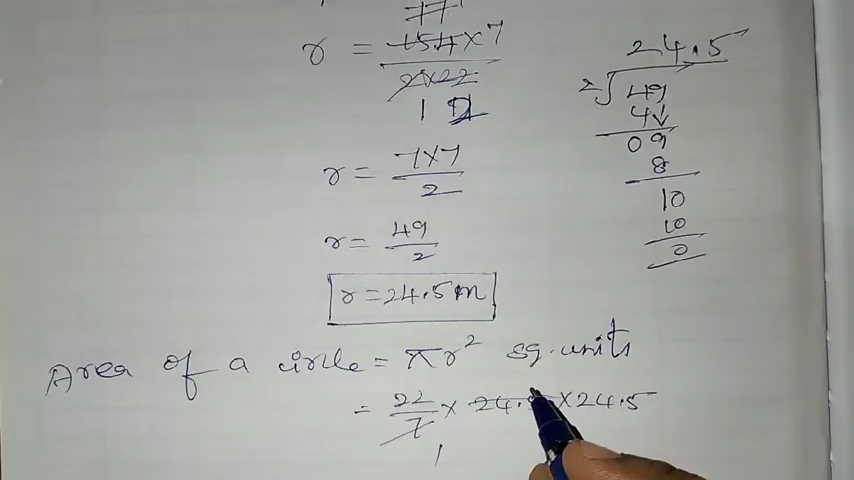 77
r = 154×7
2×22
1 2
r = 7×7
2
r = 49
2
r = 24.5m
24.5
2√49
4↓
09
8
10
10
0
Area of a circle = πr² sq.units
= 22/7 × 24.5 × 24.5
1